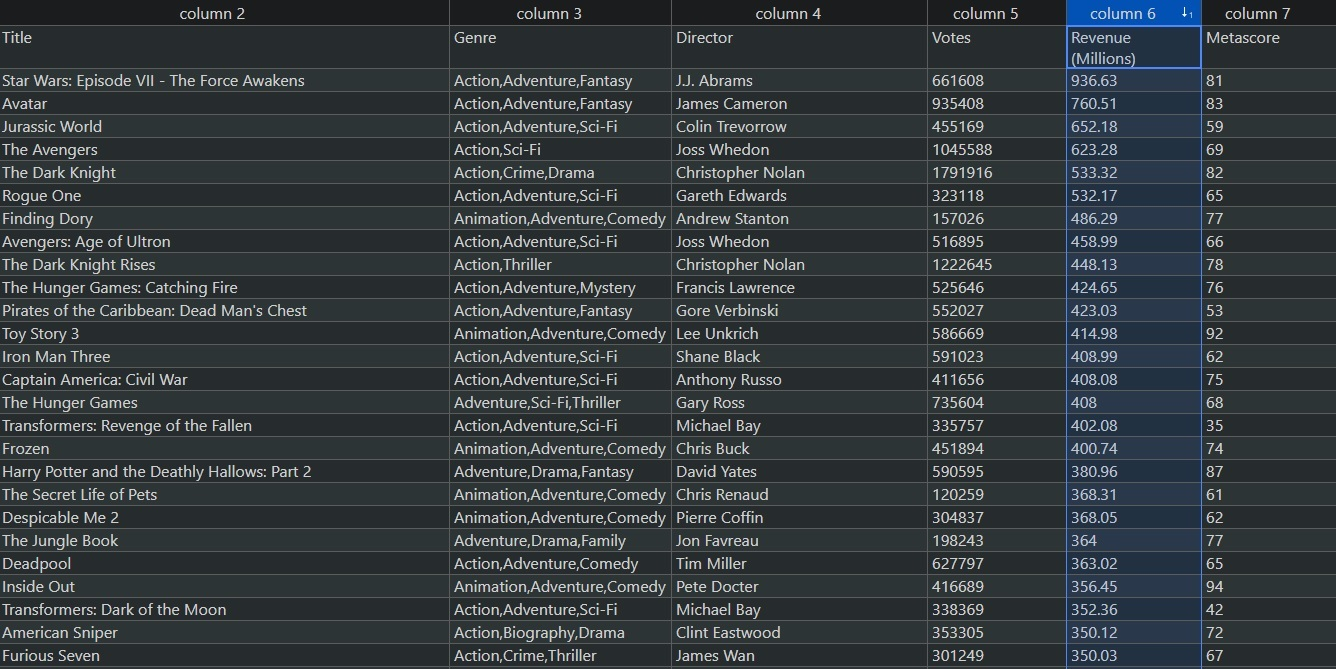 column 2 column 3 column 4 column 5 column 6 ↓1 column 7
Title Genre Director Votes Revenue Metascore
(Millions)
Star Wars: Episode VII - The Force Awakens Action,Adventure,Fantasy J.J. Abrams 661608 936.63 81
Avatar Action,Adventure,Fantasy James Cameron 935408 760.51 83
Jurassic World Action,Adventure,Sci-Fi Colin Trevorrow 455169 652.18 59
The Avengers Action,Sci-Fi Joss Whedon 1045588 623.28 69
The Dark Knight Action,Crime,Drama Christopher Nolan 1791916 533.32 82
Rogue One Action,Adventure,Sci-Fi Gareth Edwards 323118 532.17 65
Finding Dory Animation,Adventure,Comedy Andrew Stanton 157026 486.29 77
Avengers: Age of Ultron Action,Adventure,Sci-Fi Joss Whedon 516895 458.99 66
The Dark Knight Rises Action,Thriller Christopher Nolan 1222645 448.13 78
The Hunger Games: Catching Fire Action,Adventure,Mystery Francis Lawrence 525646 424.65 76
Pirates of the Caribbean: Dead Man's Chest Action,Adventure,Fantasy Gore Verbinski 552027 423.03 53
Toy Story 3 Animation,Adventure,Comedy Lee Unkrich 586669 414.98 92
Iron Man Three Action,Adventure,Sci-Fi Shane Black 591023 408.99 62
Captain America: Civil War Action,Adventure,Sci-Fi Anthony Russo 411656 408.08 75
The Hunger Games Adventure,Sci-Fi,Thriller Gary Ross 735604 408 68
Transformers: Revenge of the Fallen Action,Adventure,Sci-Fi Michael Bay 335757 402.08 35
Frozen Animation,Adventure,Comedy Chris Buck 451894 400.74 74
Harry Potter and the Deathly Hallows: Part 2 Adventure,Drama,Fantasy David Yates 590595 380.96 87
The Secret Life of Pets Animation,Adventure,Comedy Chris Renaud 120259 368.31 61
Despicable Me 2 Animation,Adventure,Comedy Pierre Coffin 304837 368.05 62
The Jungle Book Adventure,Drama,Family Jon Favreau 198243 364 77
Deadpool Action,Adventure,Comedy Tim Miller 627797 363.02 65
Inside Out Animation,Adventure,Comedy Pete Docter 416689 356.45 94
Transformers: Dark of the Moon Action,Adventure,Sci-Fi Michael Bay 338369 352.36 42
American Sniper Action,Biography,Drama Clint Eastwood 353305 350.12 72
Furious Seven Action,Crime,Thriller James Wan 301249 350.03 67